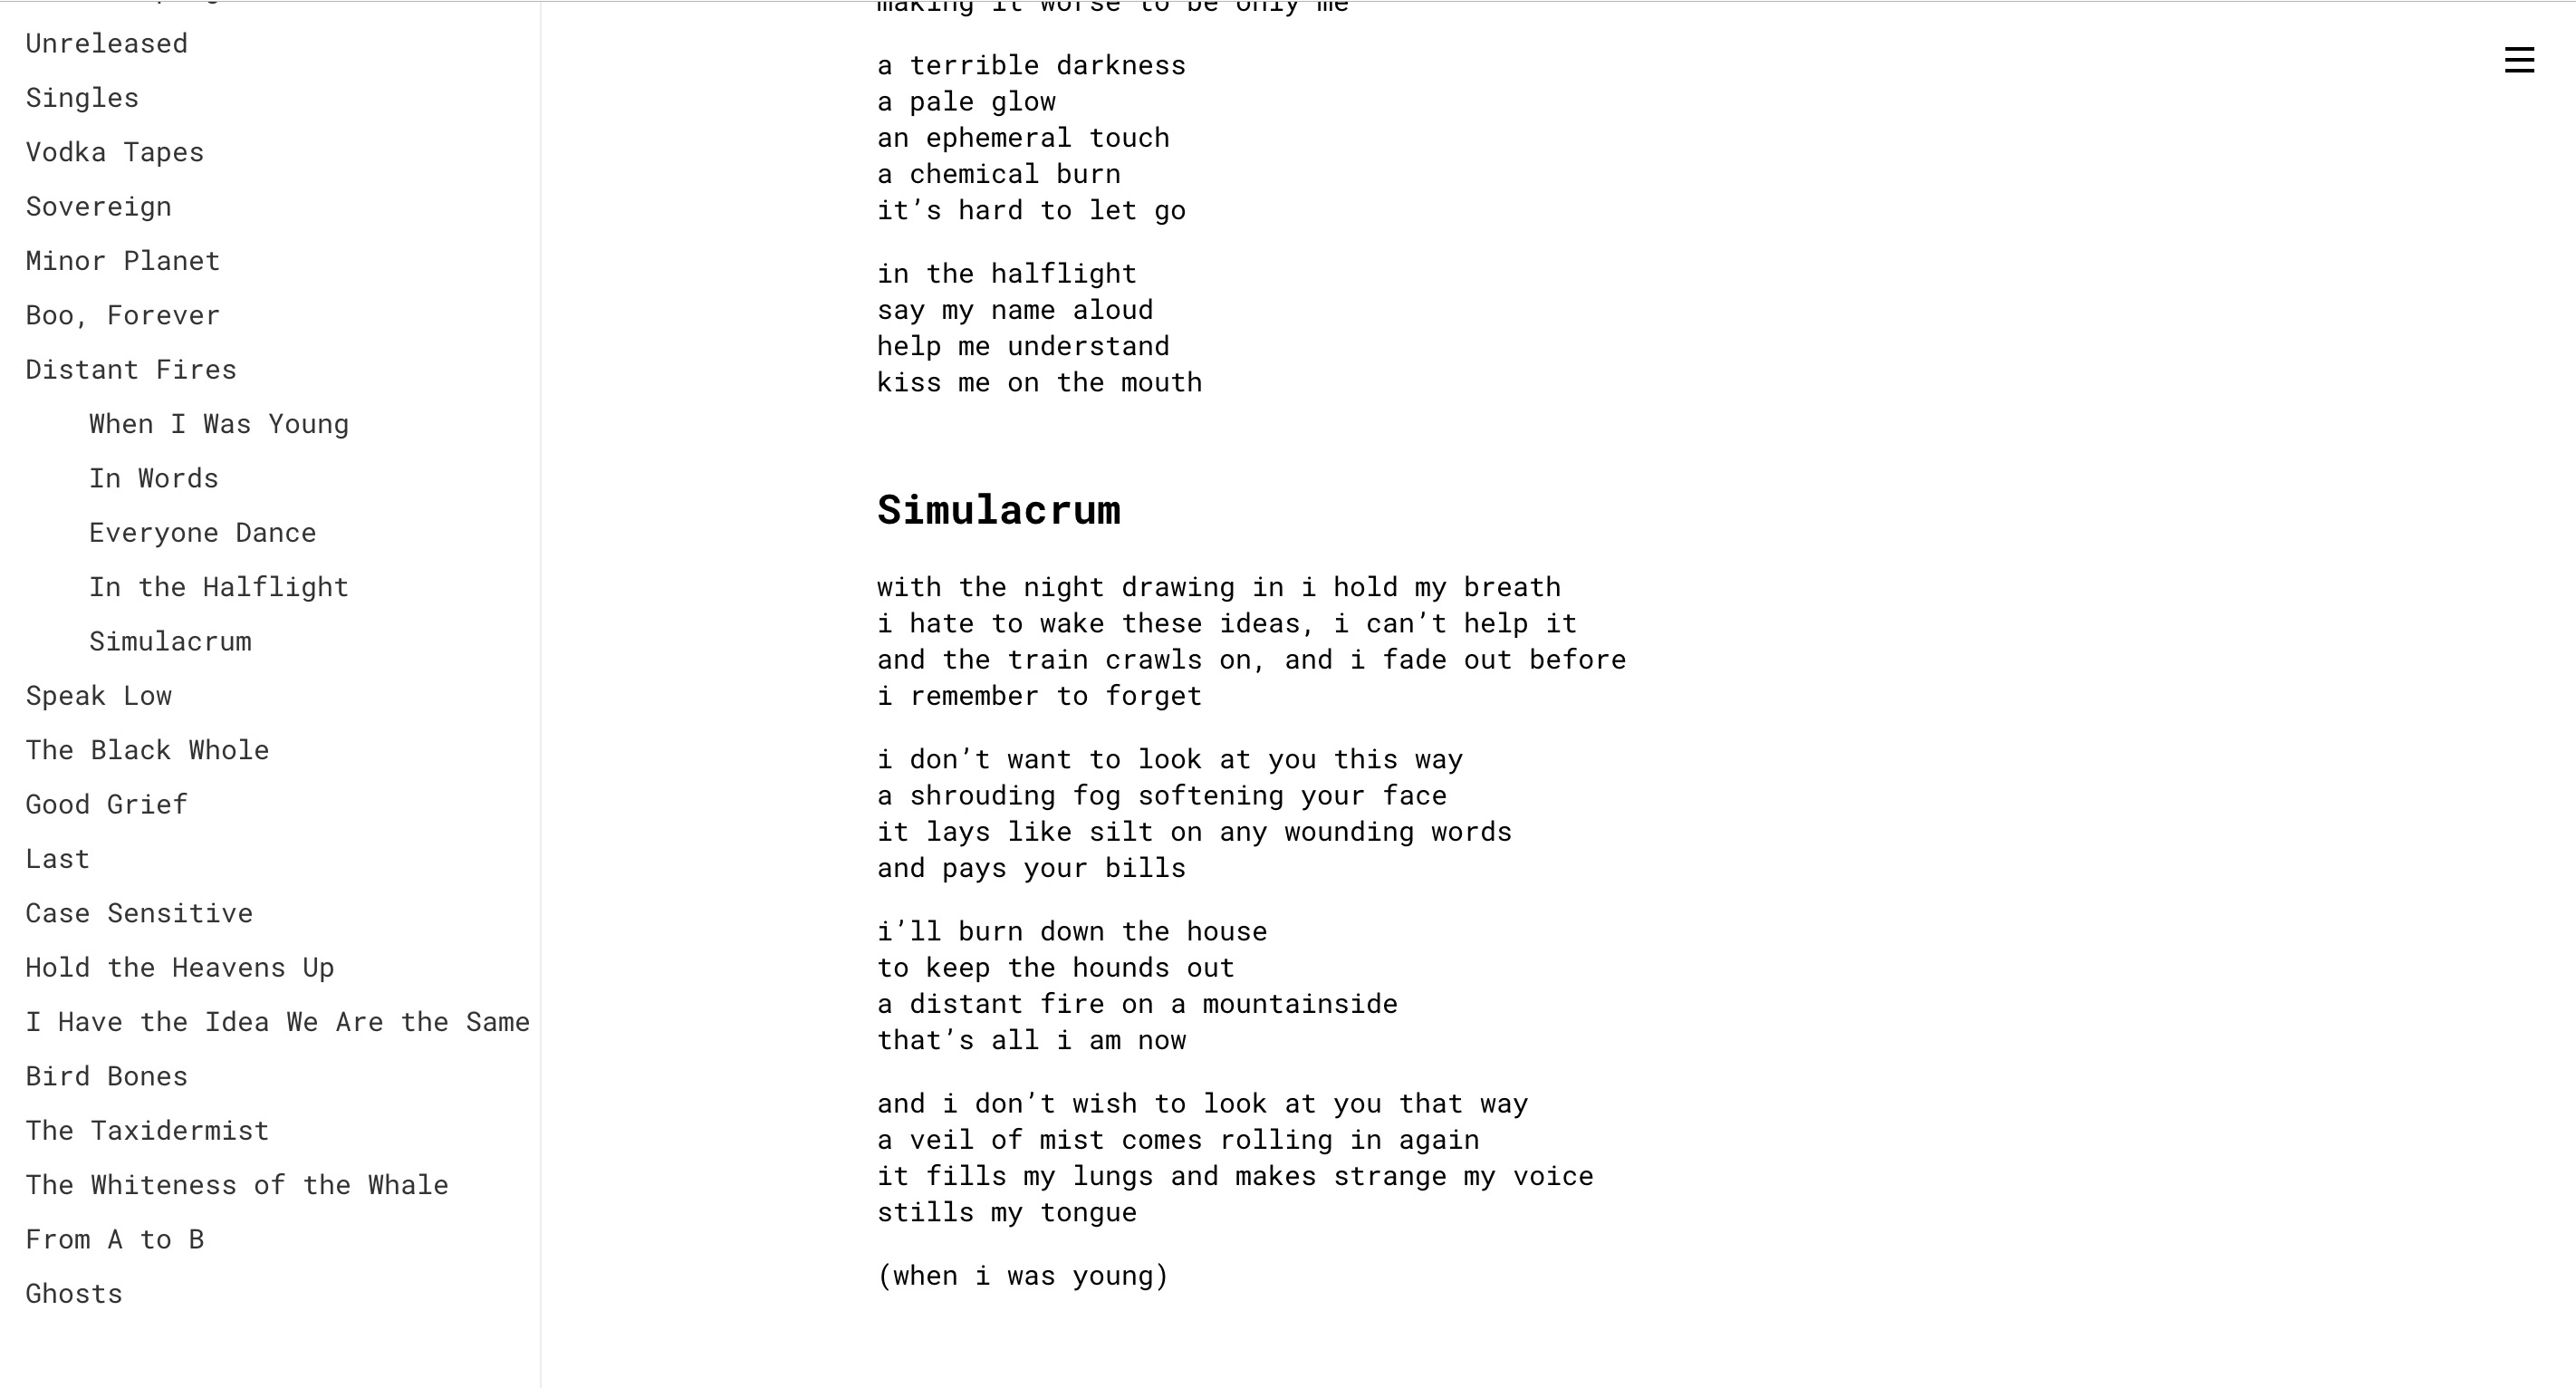 Unreleased
Singles
Vodka Tapes
Sovereign
Minor Planet
Boo, Forever
Distant Fires
When I Was Young
In Words
Everyone Dance
In the Halflight
Simulacrum
Speak Low
The Black Whole
Good Grief
Last
Case Sensitive
Hold the Heavens Up
I Have the Idea We Are the Same
Bird Bones
The Taxidermist
The Whiteness of the Whale
From A to B
Ghosts
making it worse to be only me
a terrible darkness
a pale glow
an ephemeral touch
a chemical burn
it’s hard to let go
in the halflight
say my name aloud
help me understand
kiss me on the mouth
Simulacrum
with the night drawing in i hold my breath
i hate to wake these ideas, i can’t help it
and the train crawls on, and i fade out before
i remember to forget
i don’t want to look at you this way
a shrouding fog softening your face
it lays like silt on any wounding words
and pays your bills
i’ll burn down the house
to keep the hounds out
a distant fire on a mountainside
that’s all i am now
and i don’t wish to look at you that way
a veil of mist comes rolling in again
it fills my lungs and makes strange my voice
stills my tongue
(when i was young)